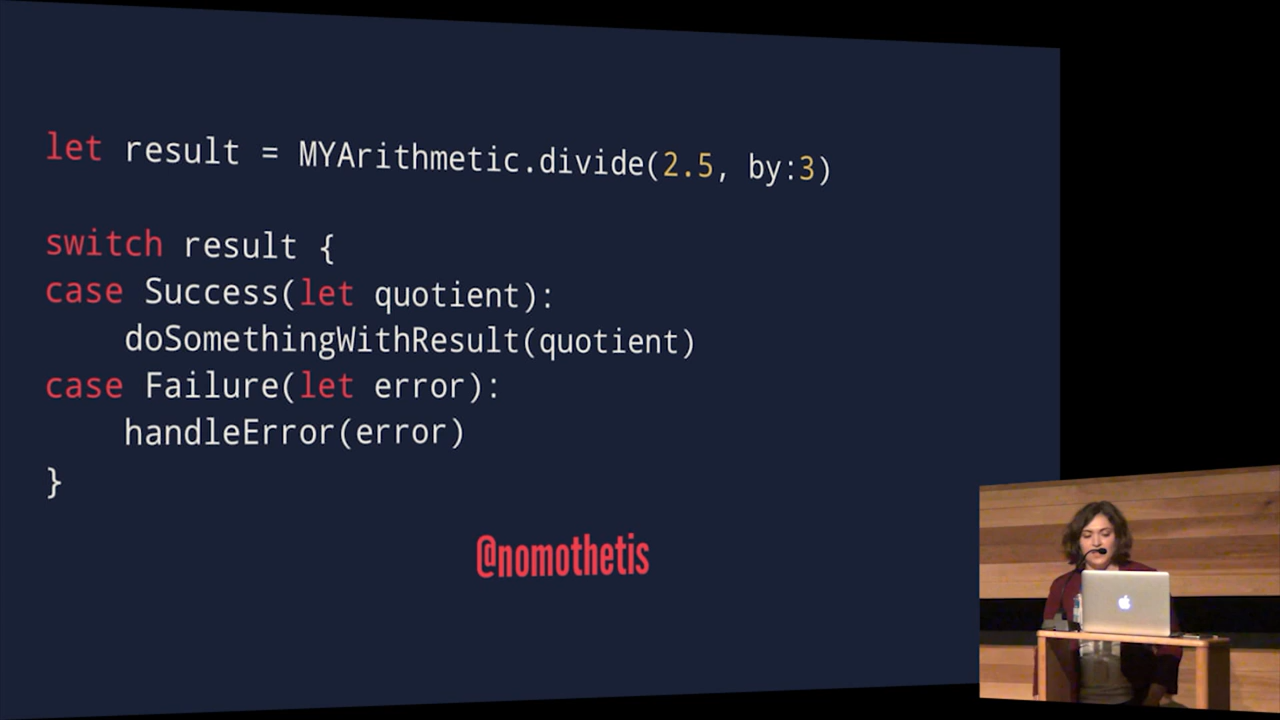 let result = MYArithmetic.divide(2.5, by:3)
switch result {
case Success(let quotient):
    doSomethingWithResult(quotient)
case Failure(let error):
    handleError(error)
}
@nomothetis